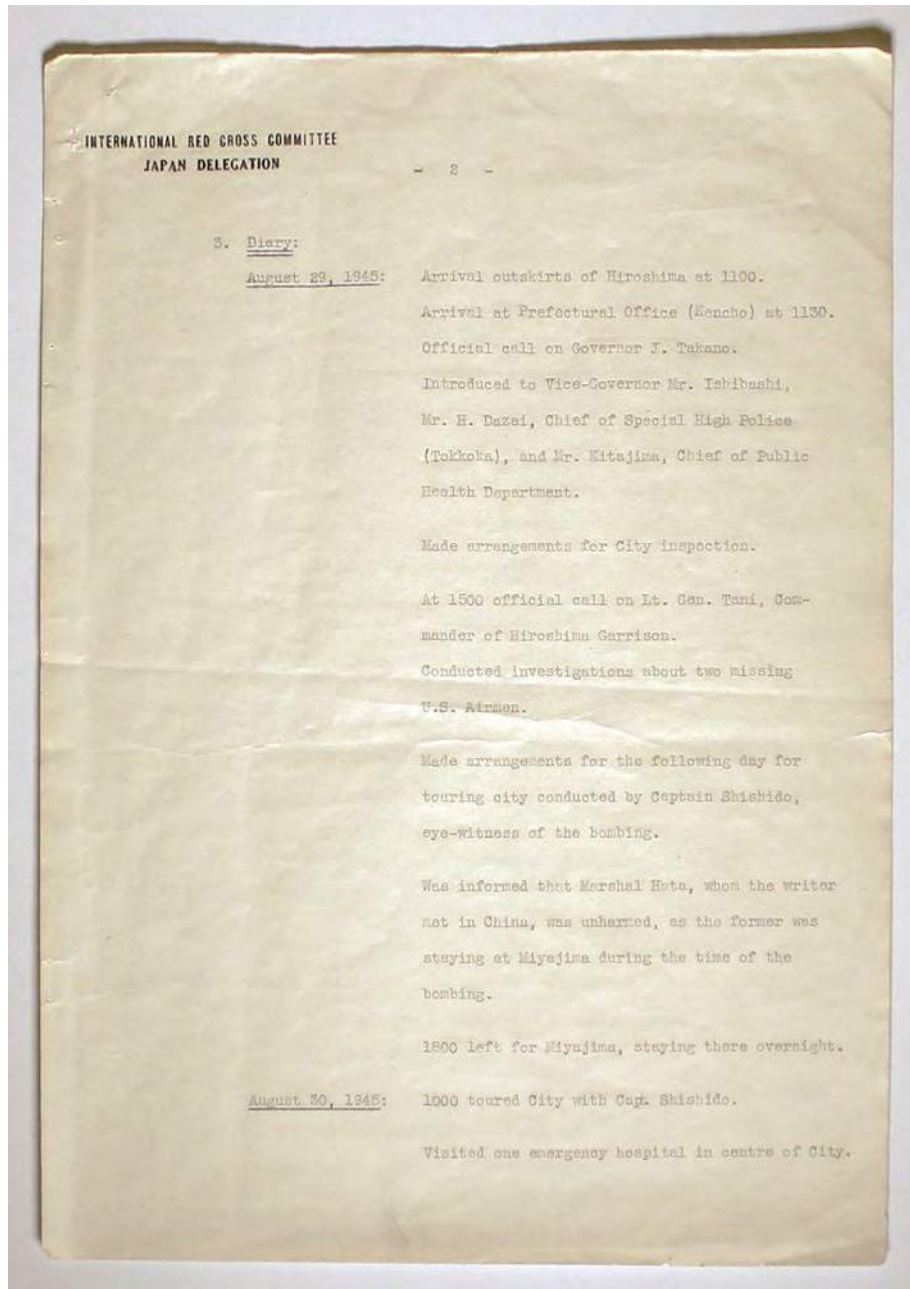 INTERNATIONAL RED CROSS COMMITTEE
JAPAN DELEGATION
- 2 -
3. Diary:
August 29, 1945: Arrival outskirts of Hiroshima at 1100.
Arrival at Prefectural Office (Kencho) at 1130.
Official call on Governor J. Takano.
Introduced to Vice-Governor Mr. Ishibashi,
Mr. H. Dazai, Chief of Special High Police
(Tokkoka), and Mr. Kitajima, Chief of Public
Health Department.
Made arrangements for City inspection.
At 1500 official call on Lt. Gen. Tani, Com-
mander of Hiroshima Garrison.
Conducted investigations about two missing
U.S. Airmen.
Made arrangements for the following day for
touring city conducted by Captain Shishido,
eye-witness of the bombing.
Was informed that Marshal Hata, whom the writer
met in China, was unharmed, as the former was
staying at Miyajima during the time of the
bombing.
1800 left for Miyajima, staying there overnight.
August 30, 1945: 1000 toured City with Capt. Shishido.
Visited one emergency hospital in centre of City.